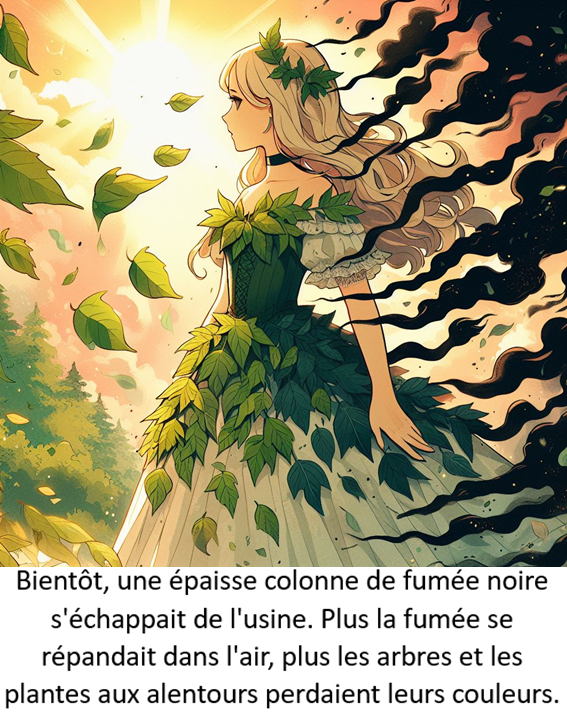 Bientôt, une épaisse colonne de fumée noire
s'échappait de l'usine. Plus la fumée se
répandait dans l'air, plus les arbres et les
plantes aux alentours perdaient leurs couleurs.